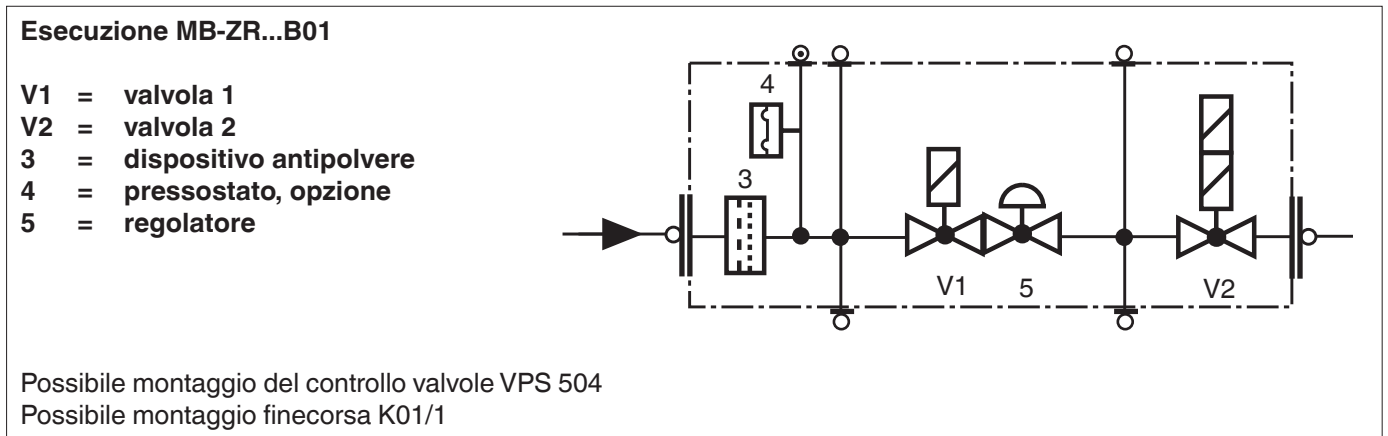 Esecuzione MB-ZR...B01
V1 = valvola 1
V2 = valvola 2
3 = dispositivo antipolvere
4 = pressostato, opzione
5 = regolatore
4
3
V1
5
V2
Possibile montaggio del controllo valvole VPS 504
Possibile montaggio finecorsa K01/1